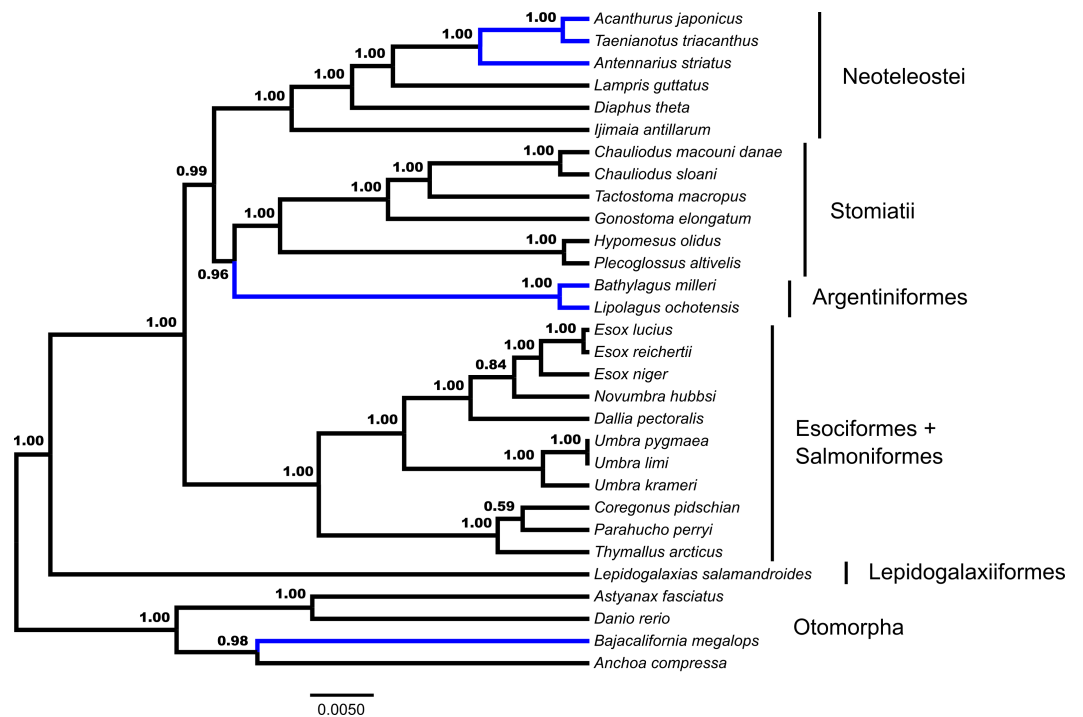 1.00 Acanthurus japonicus
Taenianotus triacanthus
1.00 Antennarius striatus
1.00 Lampris guttatus
Neoteleostei
1.00 Diaphus theta
1.00 Ijimaia antillarum
1.00 Chauliodus macouni danae
Chauliodus sloani
0.99
1.00 Tactostoma macropus
1.00 Gonostoma elongatum
Stomiatii
1.00
1.00 Hypomesus olidus
Plecoglossus altivelis
0.96
1.00 Bathylagus milleri
Lipolagus ochotensis
Argentiniformes
1.00
1.00 Esox lucius
Esox reichertii
1.00 Esox niger
0.84 Novumbra hubbsi
1.00 Dallia pectoralis
1.00
1.00 Umbra pygmaea
Umbra limi
1.00 Umbra krameri
Esociformes +
Salmoniformes
1.00
1.00
0.59 Coregonus pidschian
Parahucho perryi
1.00 Thymallus arcticus
Lepidogalaxias salamandroides
Lepidogalaxiiformes
1.00 Astyanax fasciatus
Danio rerio
1.00
0.98 Bajacalifornia megalops
Anchoa compressa
Otomorpha
0.0050